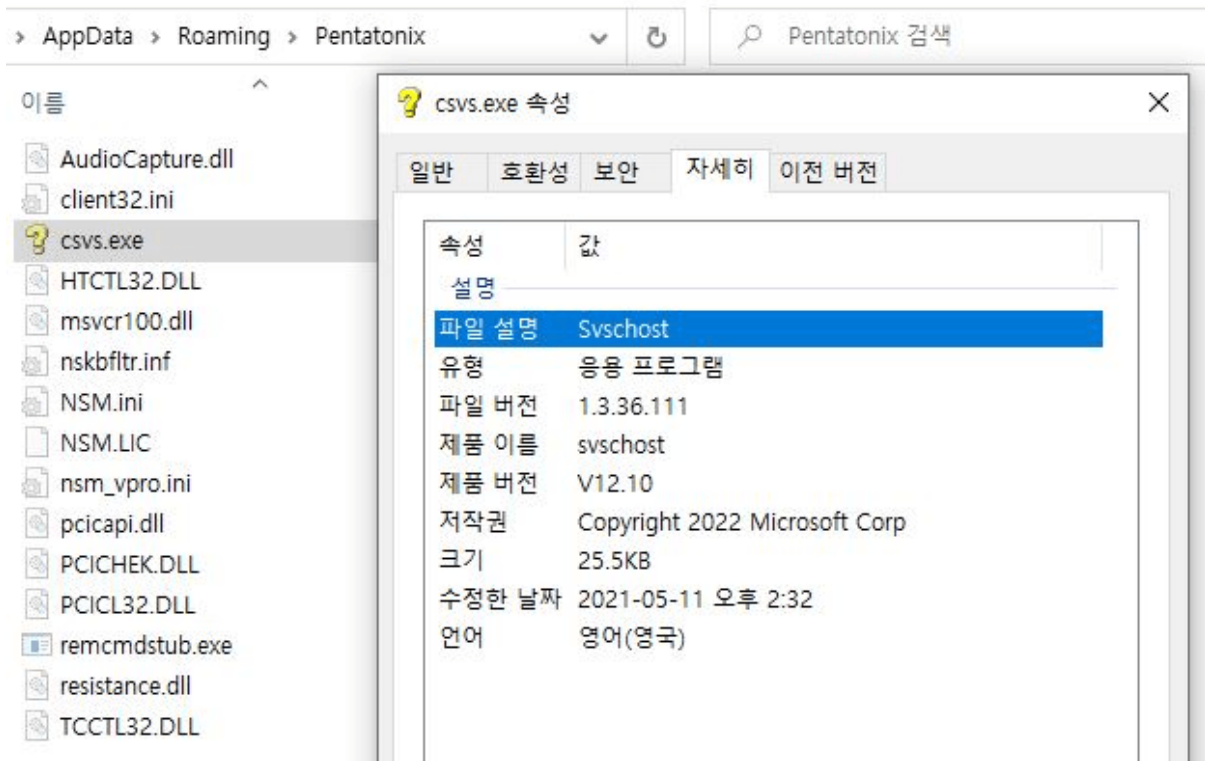 › AppData › Roaming › Pentatonix
Pentatonix 검색
이름
AudioCapture.dll
client32.ini
csvs.exe
HTCTL32.DLL
msvcr100.dll
nskbfltr.inf
NSM.ini
NSM.LIC
nsm_vpro.ini
pcicapi.dll
PCICHEK.DLL
PCICL32.DLL
remcmdstub.exe
resistance.dll
TCCTL32.DLL
csvs.exe 속성
일반 호환성 보안 자세히 이전 버전
속성 값
설명
파일 설명 Svschost
유형 응용 프로그램
파일 버전 1.3.36.111
제품 이름 svschost
제품 버전 V12.10
저작권 Copyright 2022 Microsoft Corp
크기 25.5KB
수정한 날짜 2021-05-11 오후 2:32
언어 영어(영국)